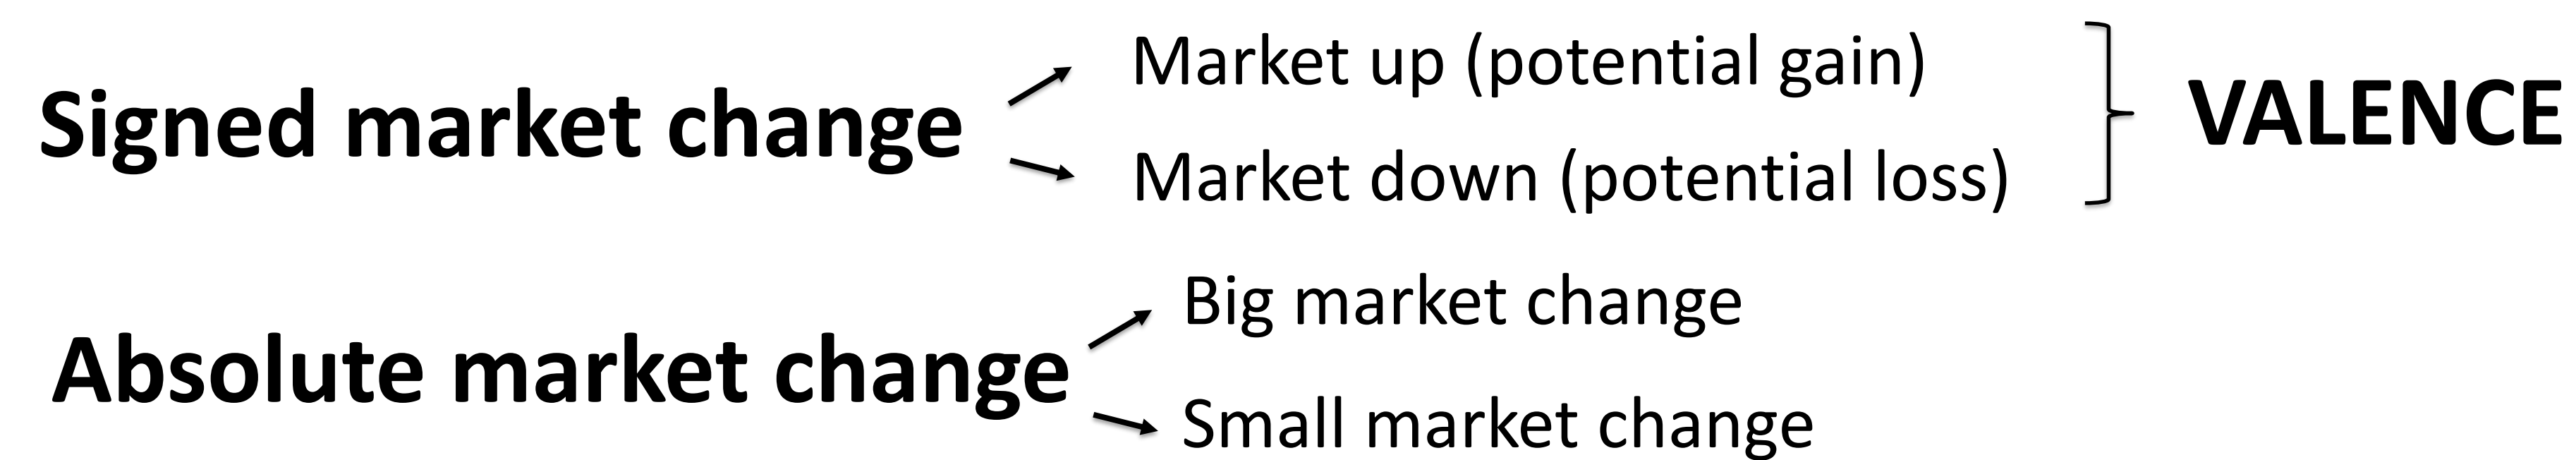 Signed market change
Market up (potential gain)
Market down (potential loss)
VALENCE
Absolute market change
Big market change
Small market change